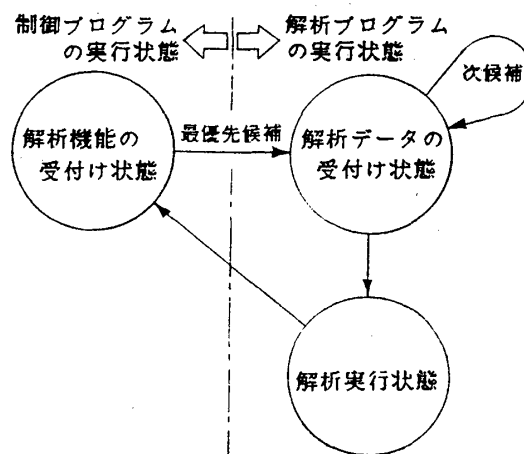 制御プログラム
の実行状態
解析プログラム
の実行状態
次候補
解析機能の
受付け状態
最優先候補
解析データの
受付け状態
解析実行状態